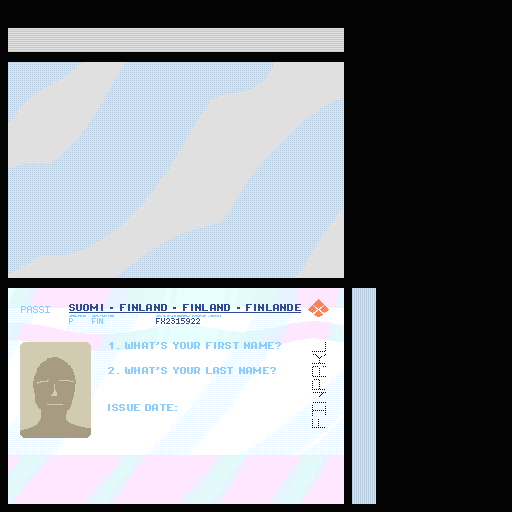 PASSI
SUOMI - FINLAND - FINLAND - FINLANDE
P FIN FX2315922
1. WHAT'S YOUR FIRST NAME?
2. WHAT'S YOUR LAST NAME?
ISSUE DATE: